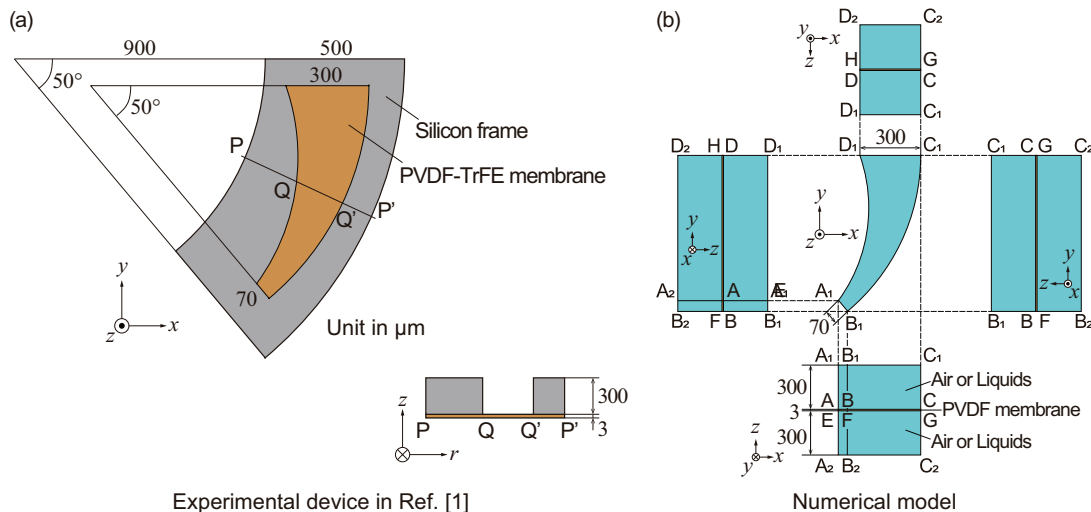 (a)
900
500
50°
300
50°
Silicon frame
P
PVDF-TrFE membrane
Q
Q’
P’
70
y
z
x
Unit in μm
z
r
P
Q
Q’
P’
300
3
Experimental device in Ref. [1]
(b)
D₂
C₂
y
x
z
H
G
D
C
D₁
C₁
D₂
H
D
D₁
D₁
300
C₁
C₁
C
G
C₂
y
x
z
y
z
x
y
z
x
A₂
A
E₁
A₁
B₂
F
B
B₁
70
B₁
B₁
B
F
B₂
A₁
B₁
C₁
300
Air or Liquids
A
B
C
3
PVDF membrane
E
F
G
300
Air or Liquids
z
y
x
A₂
B₂
C₂
Numerical model